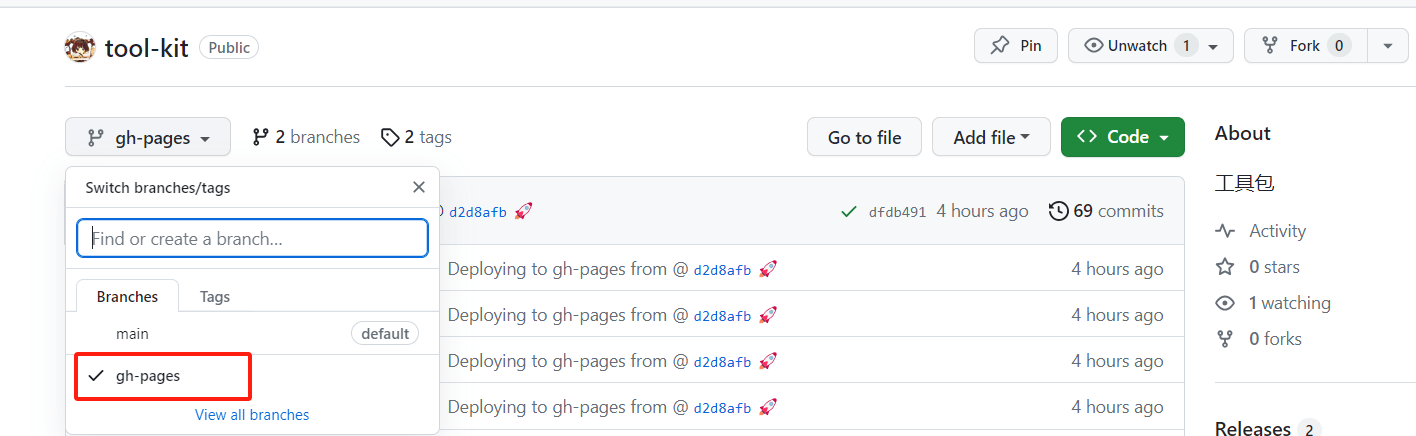 tool-kit Public Pin Unwatch 1 Fork 0
gh-pages 2 branches 2 tags Go to file Add file <> Code About
Switch branches/tags
工具包
d2d8afb 🚀 dfdb491 4 hours ago 69 commits
Find or create a branch...
Activity
Deploying to gh-pages from @ d2d8afb 🚀 4 hours ago
0 stars
Branches Tags
1 watching
Deploying to gh-pages from @ d2d8afb 🚀 4 hours ago
main default
0 forks
Deploying to gh-pages from @ d2d8afb 🚀 4 hours ago
gh-pages
Deploying to gh-pages from @ d2d8afb 🚀 4 hours ago
View all branches
Releases 2